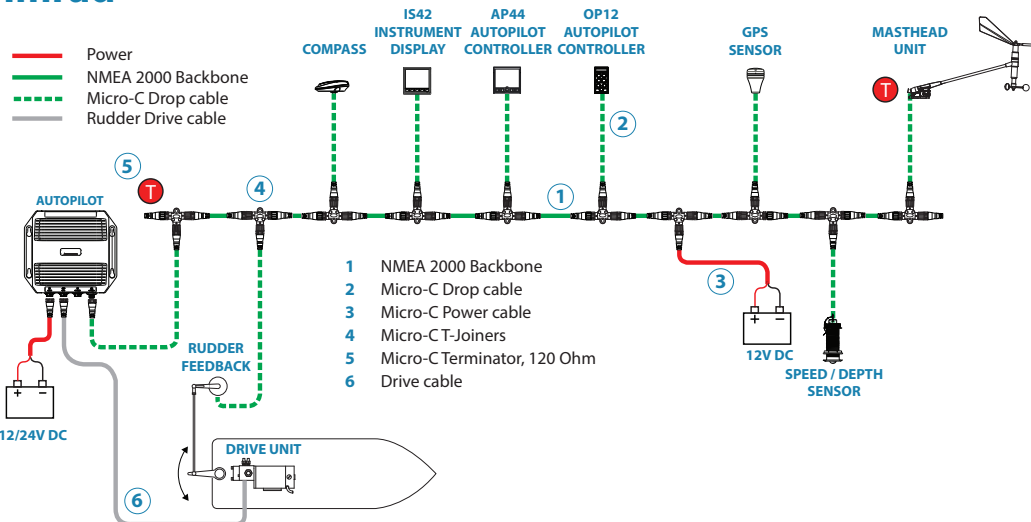 IS42
INSTRUMENT
DISPLAY
AP44
AUTOPILOT
CONTROLLER
OP12
AUTOPILOT
CONTROLLER
COMPASS
GPS
SENSOR
MASTHEAD
UNIT
Power
NMEA 2000 Backbone
Micro-C Drop cable
Rudder Drive cable
T
2
5
T
4
1
AUTOPILOT
1 NMEA 2000 Backbone
2 Micro-C Drop cable
3 Micro-C Power cable
4 Micro-C T-Joiners
5 Micro-C Terminator, 120 Ohm
6 Drive cable
3
+ -
12V DC
SPEED / DEPTH
SENSOR
RUDDER
FEEDBACK
+ -
12/24V DC
DRIVE UNIT
6